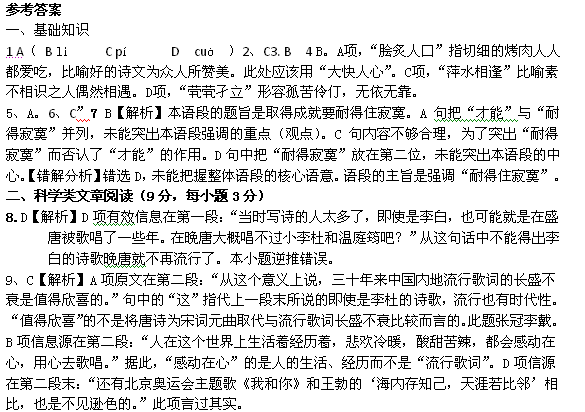 参考答案
一、基础知识
1A（ B li C pí D cuò ）2、C3.B 4B。A项，“脍炙人口”指切细的烤肉人人
都爱吃，比喻好的诗文为众人所赞美。此处应该用“大快人心”。C项，“萍水相逢”比喻素
不相识之人偶然相遇。D项，“茕茕孑立”形容孤苦伶仃，无依无靠。
5、A。6、C”7 B【解析】本语段的题旨是取得成就要耐得住寂寞。A 句把“才能”与“耐
得寂寞”并列，未能突出本语段强调的重点（观点）。C 句内容不够合理，为了突出“耐得
寂寞”而否认了“才能”的作用。D 句中把“耐得寂寞”放在第二位，未能突出本语段的中
心。【错解分析】错选 D，未能把握整体语段的核心语意。语段的主旨是强调“耐得住寂寞”。
二、科学类文章阅读（9 分，每小题 3 分）
8.D【解析】D 项有效信息在第一段：“当时写诗的人太多了，即使是李白，也可能就是在盛
唐被歌唱了一些年。在晚唐大概唱不过小李杜和温庭筠吧？”从这句话中不能得出李
白的诗歌晚唐就不再流行了。本小题逆推错误。
9、C【解析】A 项原文在第二段：“从这个意义上说，三十年来中国内地流行歌词的长盛不
衰是值得欣喜的。”句中的“这”指代上一段末所说的即使是李杜的诗歌，流行也有时代性。
“值得欣喜”的不是将唐诗为宋词元曲取代与流行歌词长盛不衰比较而言的。此题张冠李戴。
B 项信息源在第二段：“人在这个世界上生活着经历着，悲欢冷暖，酸甜苦辣，都会感动在
心，用心去歌唱。”据此，“感动在心”的是人的生活、经历而不是“流行歌词”。D 项信源
在第二段末：“还有北京奥运会主题歌《我和你》和王勃的‘海内存知己，天涯若比邻’相
比，也是不见逊色的。”此项言过其实。